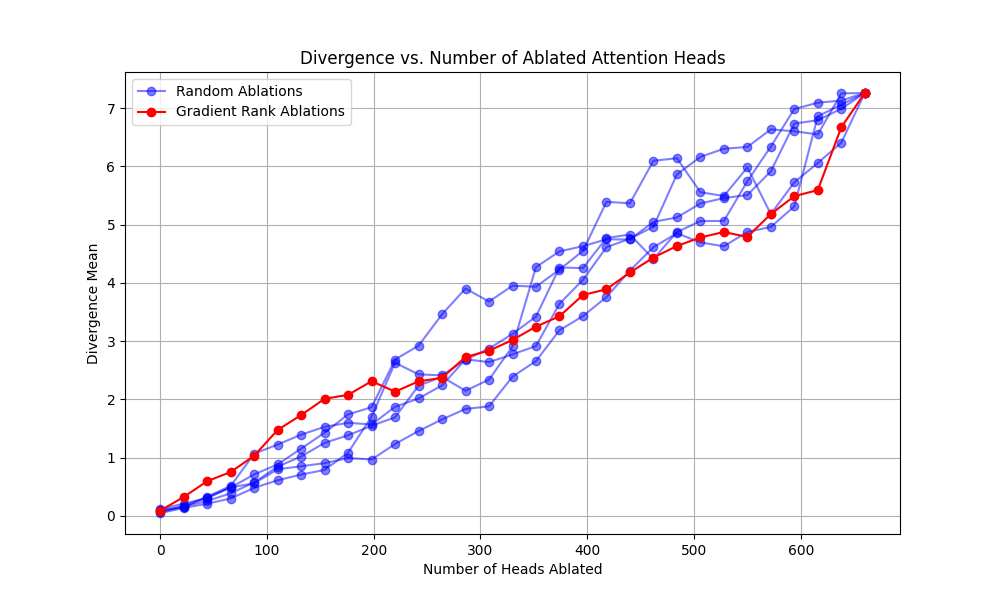 Divergence vs. Number of Ablated Attention Heads
Random Ablations
Gradient Rank Ablations
Divergence Mean
7
6
5
4
3
2
1
0
0 100 200 300 400 500 600
Number of Heads Ablated